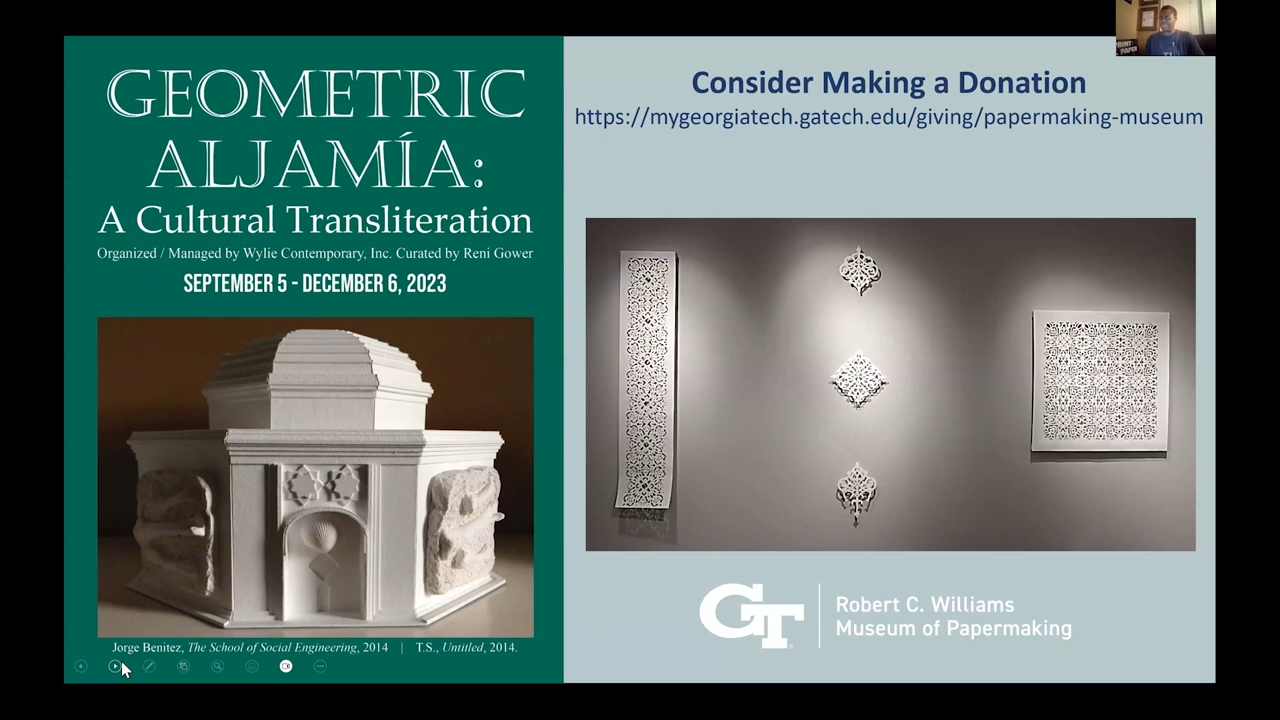 GEOMETRIC
ALJAMÍA:
A Cultural Transliteration
Organized / Managed by Wylie Contemporary, Inc. Curated by Reni Gower
SEPTEMBER 5 - DECEMBER 6, 2023
Jorge Benitez, The School of Social Engineering, 2014 | T.S., Untitled, 2014.
Consider Making a Donation
https://mygeorgiatech.gatech.edu/giving/papermaking-museum
GT
Robert C. Williams
Museum of Papermaking
PRINT
PAPER